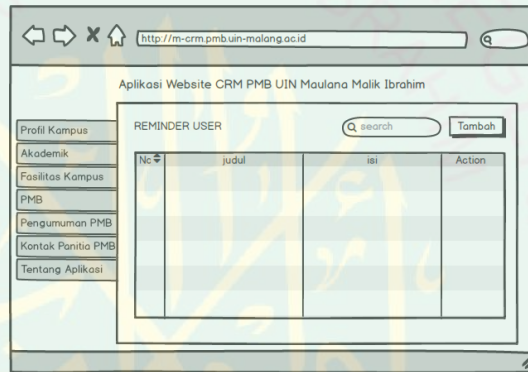 http://m-crm.pmb.uin-malang.ac.id
Aplikasi Website CRM PMB UIN Maulana Malik Ibrahim
Profil Kampus
Akademik
Fasilitas Kampus
PMB
Pengumuman PMB
Kontak Panitia PMB
Tentang Aplikasi
REMINDER USER
search
Tambah
Nc judul isi Action